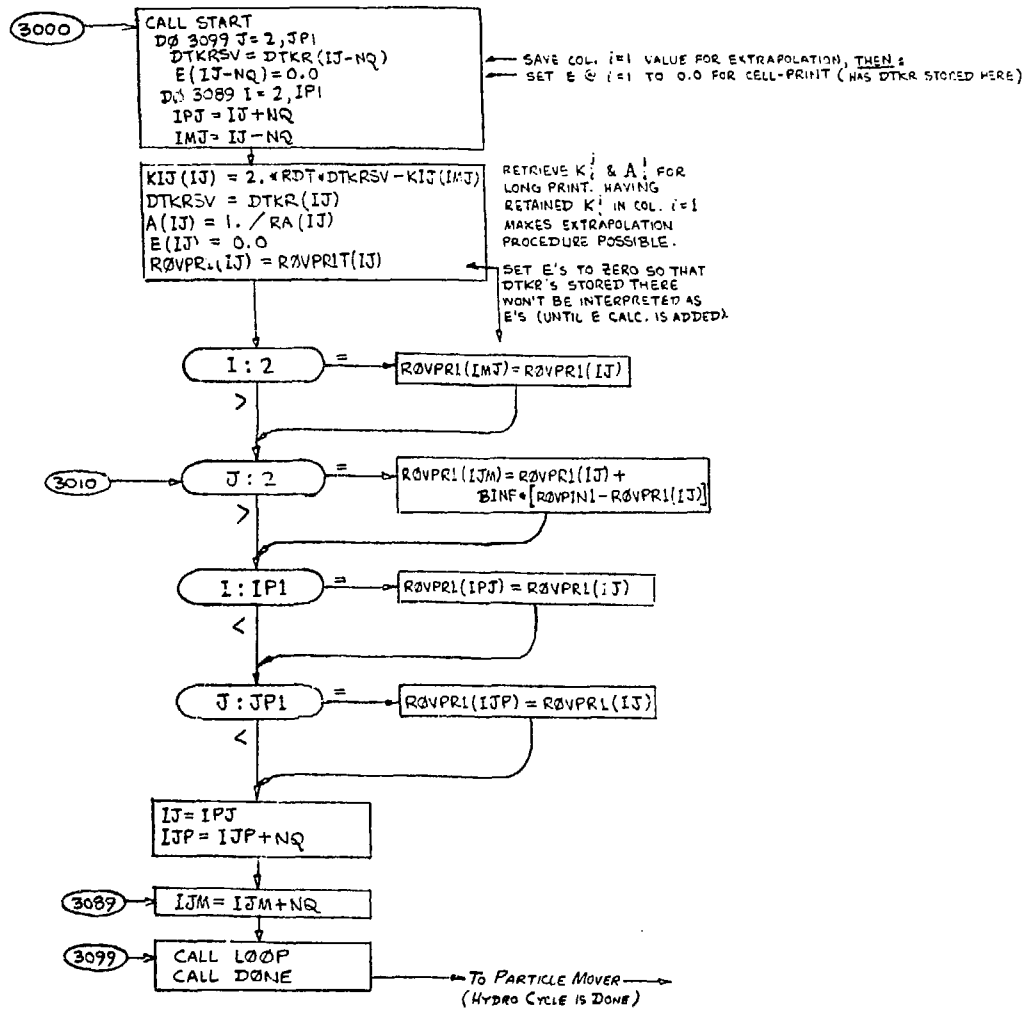 3000
CALL START
DØ 3099 J = 2, JP1
DTKRSV = DTKR(IJ-NQ)
E(IJ-NQ) = 0.0
DØ 3089 I = 2, IP1
IPJ = IJ+NQ
IMJ = IJ-NQ
SAVE COL. i=1 VALUE FOR EXTRAPOLATION, THEN:
SET E @ i=1 TO 0.0 FOR CELL-PRINT (HAS DTKR STORED HERE)
KIJ(IJ) = 2.*RDT*DTKRSV-KIJ(IMJ)
DTKRSV = DTKR(IJ)
A(IJ) = 1./RA(IJ)
E(IJ) = 0.0
RØVPR1(IJ) = RØVPR1T(IJ)
RETRIEVE K & A FOR
LONG PRINT. HAVING
RETAINED K IN COL. i=1
MAKES EXTRAPOLATION
PROCEDURE POSSIBLE.
SET E'S TO ZERO SO THAT
DTKR'S STORED THERE
WON'T BE INTERPRETED AS
E'S (UNTIL E CALC. IS ADDED).
I : 2
=
RØVPR1(IMJ) = RØVPR1(IJ)
>
3010
J : 2
=
RØVPR1(IJM) = RØVPR1(IJ) +
BINF*[RØVPIN1-RØVPR1(IJ)]
>
I : IP1
=
RØVPR1(IPJ) = RØVPR1(IJ)
<
J : JP1
=
RØVPR1(IJP) = RØVPR1(IJ)
<
IJ = IPJ
IJP = IJP+NQ
3089
IJM = IJM+NQ
3099
CALL LØØP
CALL DØNE
TO PARTICLE MOVER
(HYDRO CYCLE IS DONE)